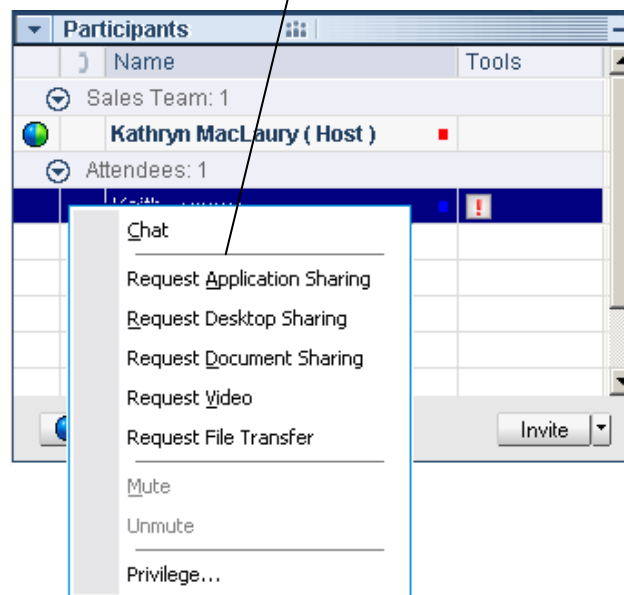 Participants
Name Tools
Sales Team: 1
Kathryn MacLaury ( Host )
Attendees: 1
Keith
Chat
Request Application Sharing
Request Desktop Sharing
Request Document Sharing
Request Video
Request File Transfer
Invite
Mute
Unmute
Privilege...